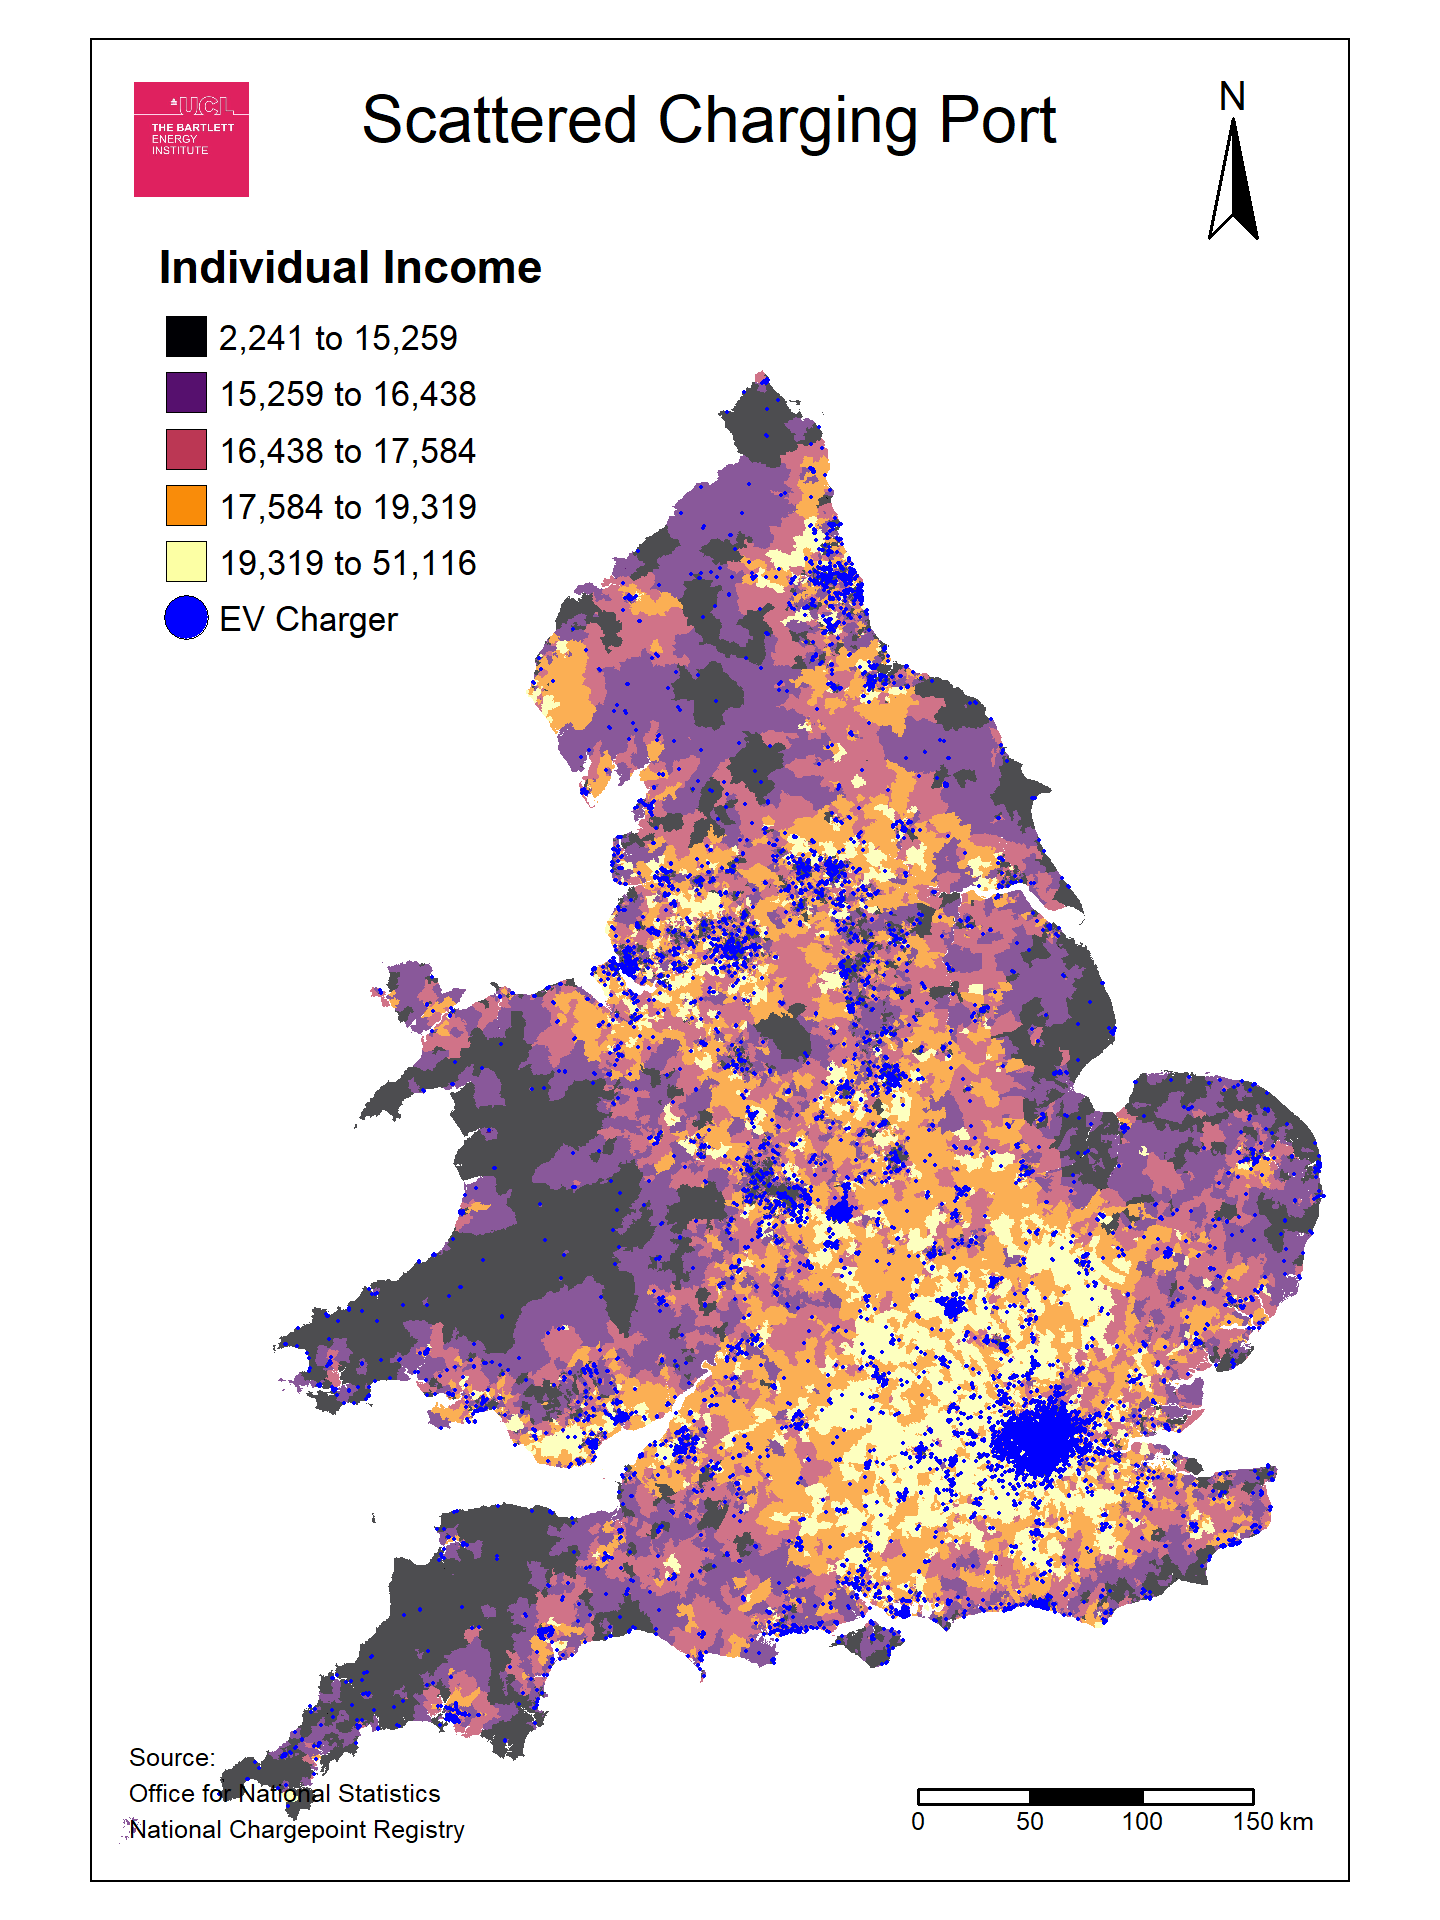 UCL
THE BARTLETT
ENERGY
INSTITUTE
Scattered Charging Port
N
Individual Income
2,241 to 15,259
15,259 to 16,438
16,438 to 17,584
17,584 to 19,319
19,319 to 51,116
EV Charger
Source:
Office for National Statistics
National Chargepoint Registry
0 50 100 150 km